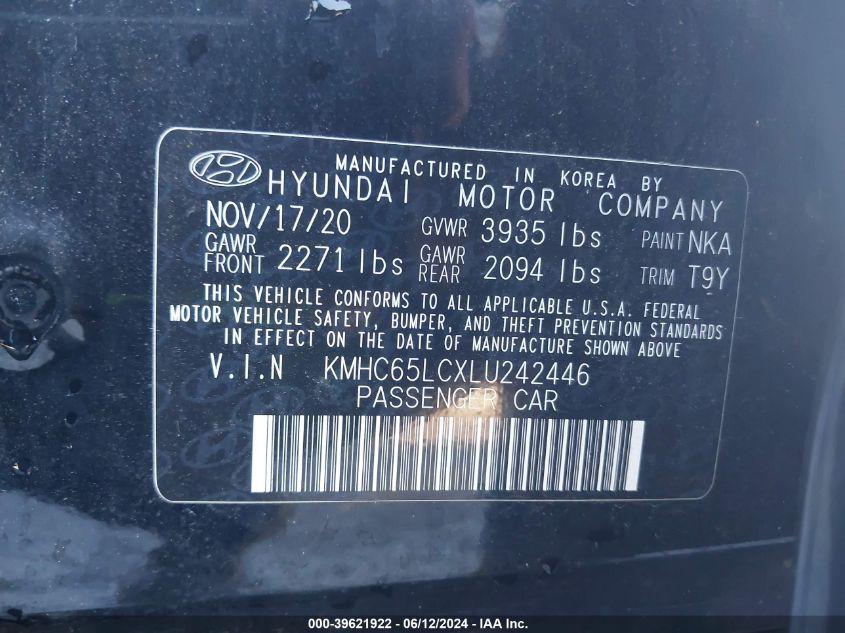 MANUFACTURED IN KOREA BY
HYUNDAI MOTOR COMPANY
NOV/17/20 GVWR 3935 lbs PAINT NKA
GAWR FRONT 2271 lbs GAWR REAR 2094 lbs TRIM T9Y
THIS VEHICLE CONFORMS TO ALL APPLICABLE U.S.A. FEDERAL
MOTOR VEHICLE SAFETY, BUMPER, AND THEFT PREVENTION STANDARDS
IN EFFECT ON THE DATE OF MANUFACTURE SHOWN ABOVE
V.I.N KMHC65LCXLU242446
PASSENGER CAR
000-39621922 - 06/12/2024 - IAA Holdings, LLC.